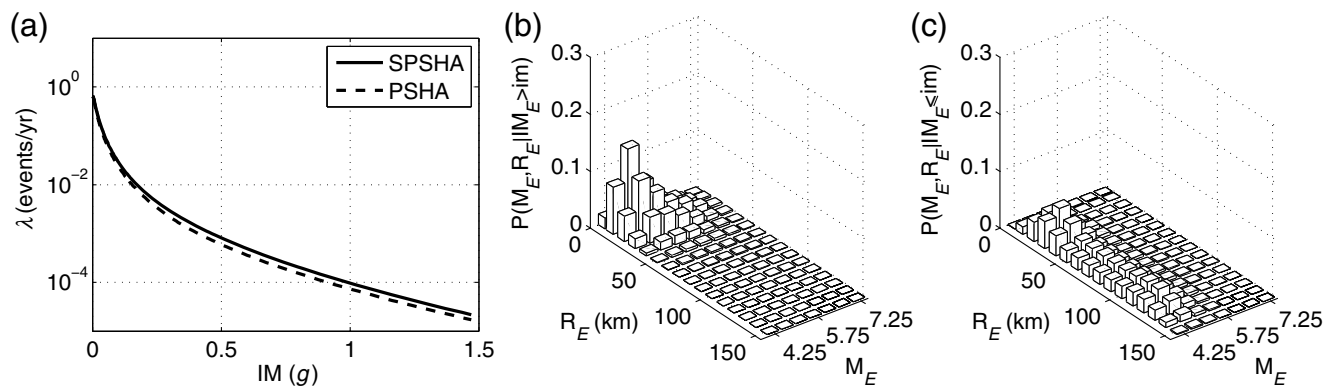 (a)
10^0
10^-2
10^-4
λ (events/yr)
0
0.5
1
1.5
IM (g)
SPSHA
PSHA
(b)
0.3
0.2
0.1
0
P(M_E,R_E|IM_E>im)
0
50
100
150
R_E (km)
4.25
5.75
7.25
M_E
(c)
0.3
0.2
0.1
0
P(M_E,R_E|IM_E⩽im)
0
50
100
150
R_E (km)
4.25
5.75
7.25
M_E